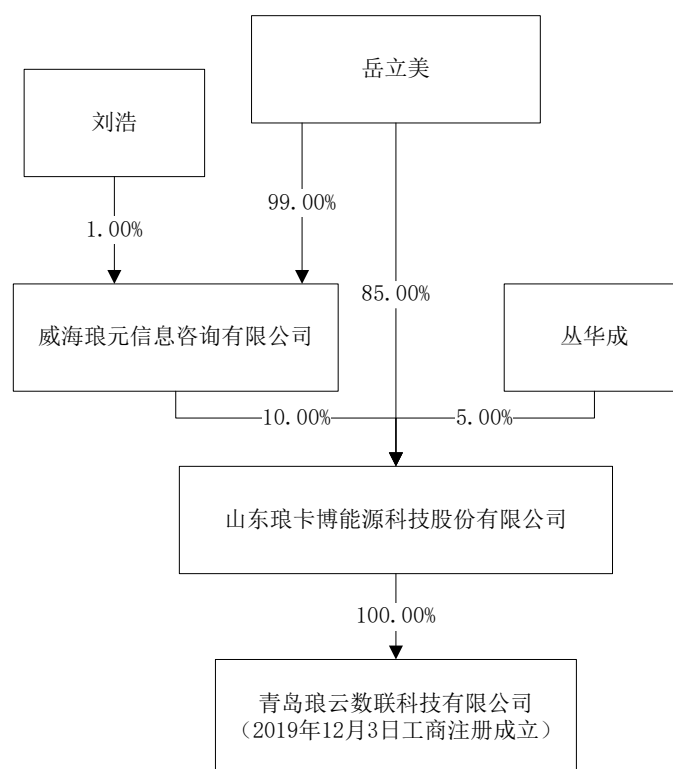 岳立美
刘浩
99.00%
1.00%
85.00%
威海琅元信息咨询有限公司
丛华成
10.00%
5.00%
山东琅卡博能源科技股份有限公司
100.00%
青岛琅云数联科技有限公司
（2019年12月3日工商注册成立）